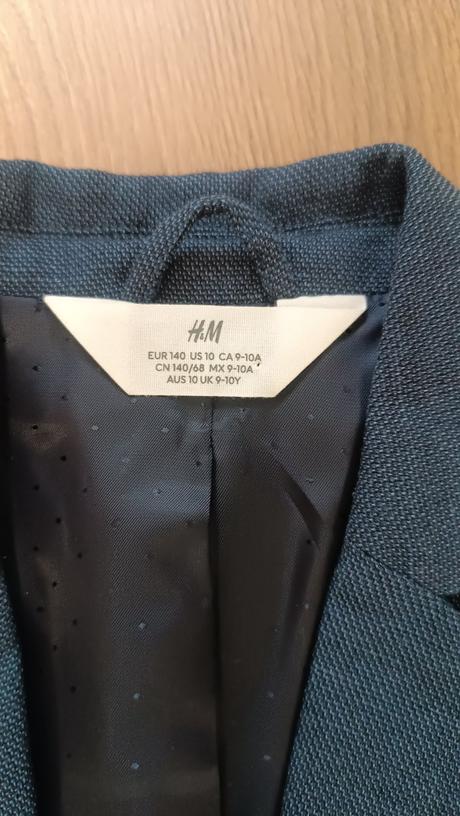 H&M
EUR 140 US 10 CA 9-10A
CN 140/68 MX 9-10A
AUS 10 UK 9-10Y